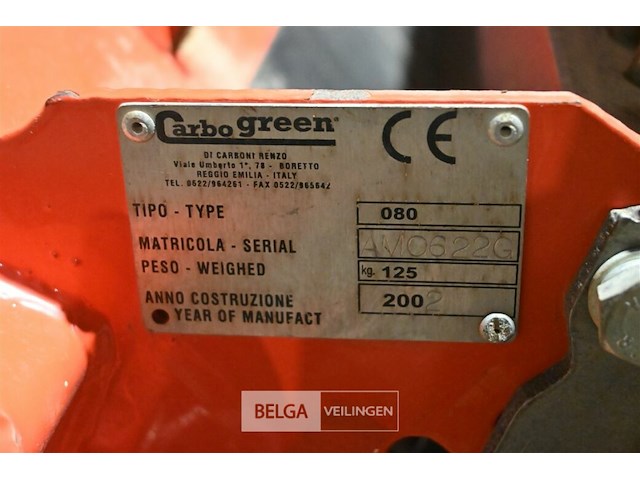 Carbo green®
CE
DI CARBONI RENZO
Viale Umberto 1°, 78 - BORETTO
REGGIO EMILIA - ITALY
TEL. 0522/964261 - FAX 0522/965642
TIPO - TYPE 080
MATRICOLA - SERIAL AM0622G
PESO - WEIGHED kg. 125
ANNO COSTRUZIONE 2002
YEAR OF MANUFACT
BELGA VEILINGEN